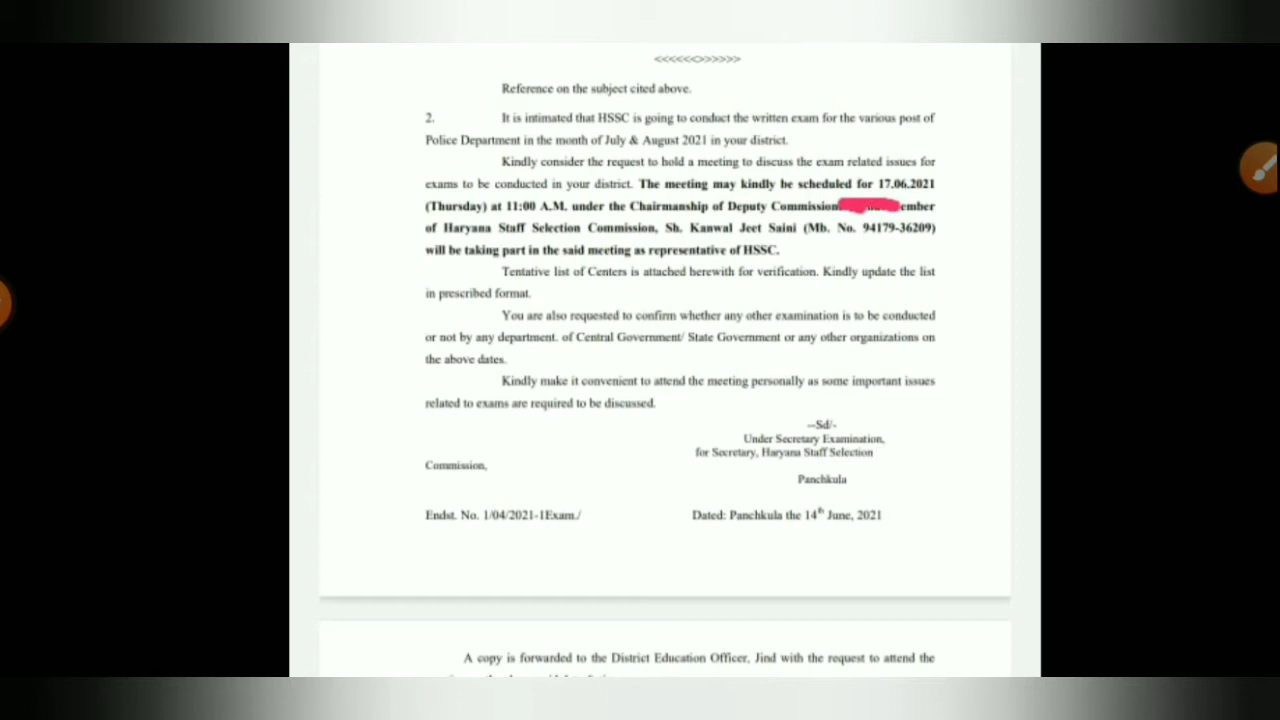 <<<<<<>>>>>>>
Reference on the subject cited above.
2. It is intimated that HSSC is going to conduct the written exam for the various post of
Police Department in the month of July & August 2021 in your district.
Kindly consider the request to hold a meeting to discuss the exam related issues for
exams to be conducted in your district. The meeting may kindly be scheduled for 17.06.2021
(Thursday) at 11:00 A.M. under the Chairmanship of Deputy Commission
of Haryana Staff Selection Commission, Sh. Kanwal Jeet Saini (Mb. No. 94179-36209)
will be taking part in the said meeting as representative of HSSC.
Tentative list of Centers is attached herewith for verification. Kindly update the list
in prescribed format.
You are also requested to confirm whether any other examination is to be conducted
or not by any department. of Central Government/ State Government or any other organizations on
the above dates.
Kindly make it convenient to attend the meeting personally as some important issues
related to exams are required to be discussed.
--Sd/-
Under Secretary Examination,
for Secretary, Haryana Staff Selection
Commission,
Panchkula
Endst. No. 1/04/2021-1Exam./ Dated: Panchkula the 14th June, 2021
A copy is forwarded to the District Education Officer, Jind with the request to attend the